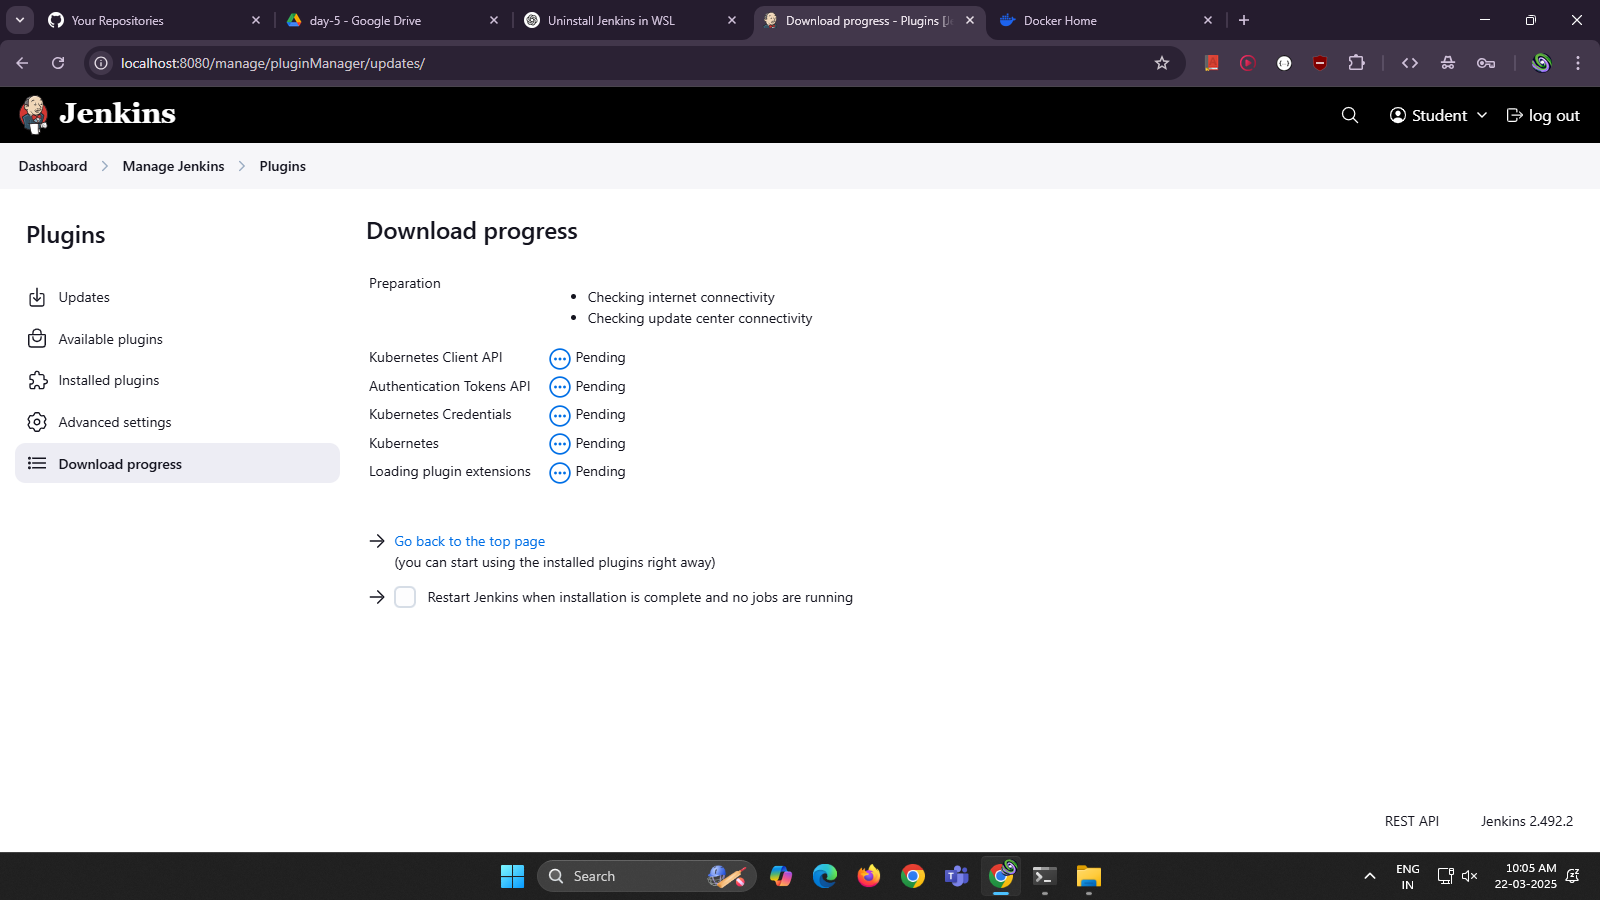 Your Repositories
day-5 - Google Drive
Uninstall Jenkins in WSL
Download progress - Plugins [Je
Docker Home
localhost:8080/manage/pluginManager/updates/
Jenkins
Student
log out
Dashboard
Manage Jenkins
Plugins
Plugins
Updates
Available plugins
Installed plugins
Advanced settings
Download progress
Download progress
Preparation
Checking internet connectivity
Checking update center connectivity
Kubernetes Client API Pending
Authentication Tokens API Pending
Kubernetes Credentials Pending
Kubernetes Pending
Loading plugin extensions Pending
Go back to the top page
(you can start using the installed plugins right away)
Restart Jenkins when installation is complete and no jobs are running
REST API
Jenkins 2.492.2
Search
ENG
IN
10:05 AM
22-03-2025